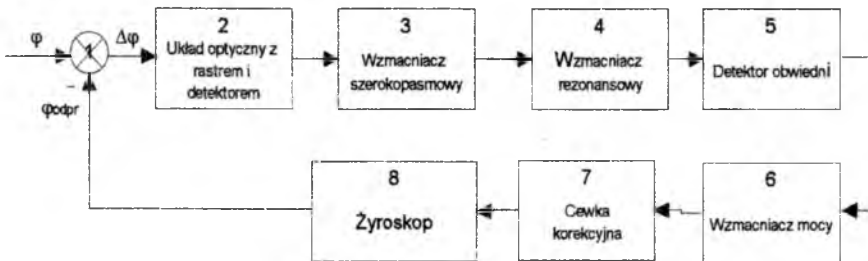 φ
1
Δφ
φodpr
2
Układ optyczny z
rastrem i
detektorem
3
Wzmacniacz
szerokopasmowy
4
Wzmacniacz
rezonansowy
5
Detektor obwiedni
6
Wzmacniacz mocy
7
Cewka
korekcyjna
8
Żyroskop